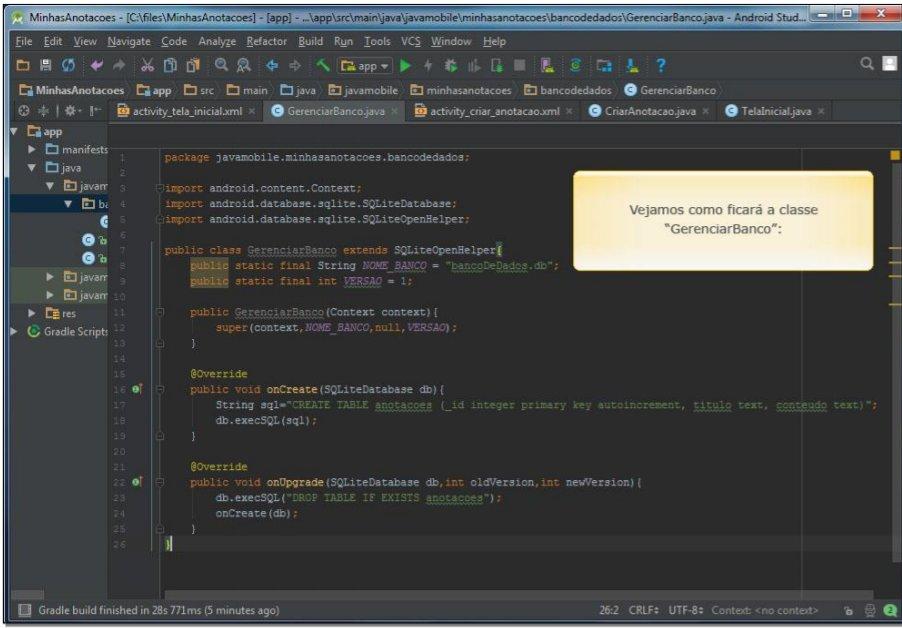 MinhasAnotacoes - [C:\files\MinhasAnotacoes] - [app] - ...\app\src\main\java\javamobile\minhasanotacoes\bancodedados\GerenciarBanco.java - Android Stud...
File Edit View Navigate Code Analyze Refactor Build Run Tools VCS Window Help
app
MinhasAnotacoes app src main java javamobile minhasanotacoes bancodedados GerenciarBanco
activity_tela_inicial.xml GerenciarBanco.java activity_criar_anotacao.xml CriarAnotacao.java TelaInicial.java
app
manifests
java
javam
ba
javam
javam
res
Gradle Scripts
Vejamos como ficará a classe
“GerenciarBanco”:
1 package javamobile.minhasanotacoes.bancodedados;
2
3 import android.content.Context;
4 import android.database.sqlite.SQLiteDatabase;
5 import android.database.sqlite.SQLiteOpenHelper;
6
7 public class GerenciarBanco extends SQLiteOpenHelper{
8 public static final String NOME_BANCO = "bancoDeDados.db";
9 public static final int VERSAO = 1;
10
11 public GerenciarBanco(Context context){
12 super(context,NOME_BANCO,null,VERSAO);
13 }
14
15 @Override
16 public void onCreate(SQLiteDatabase db){
17 String sql="CREATE TABLE anotacoes (_id integer primary key autoincrement, titulo text, conteudo text)";
18 db.execSQL(sql);
19 }
20
21 @Override
22 public void onUpgrade(SQLiteDatabase db,int oldVersion,int newVersion){
23 db.execSQL("DROP TABLE IF EXISTS anotacoes");
24 onCreate(db);
25 }
26 }
Gradle build finished in 28s 771ms (5 minutes ago) 26:2 CRLF UTF-8 Context: <no context> 2